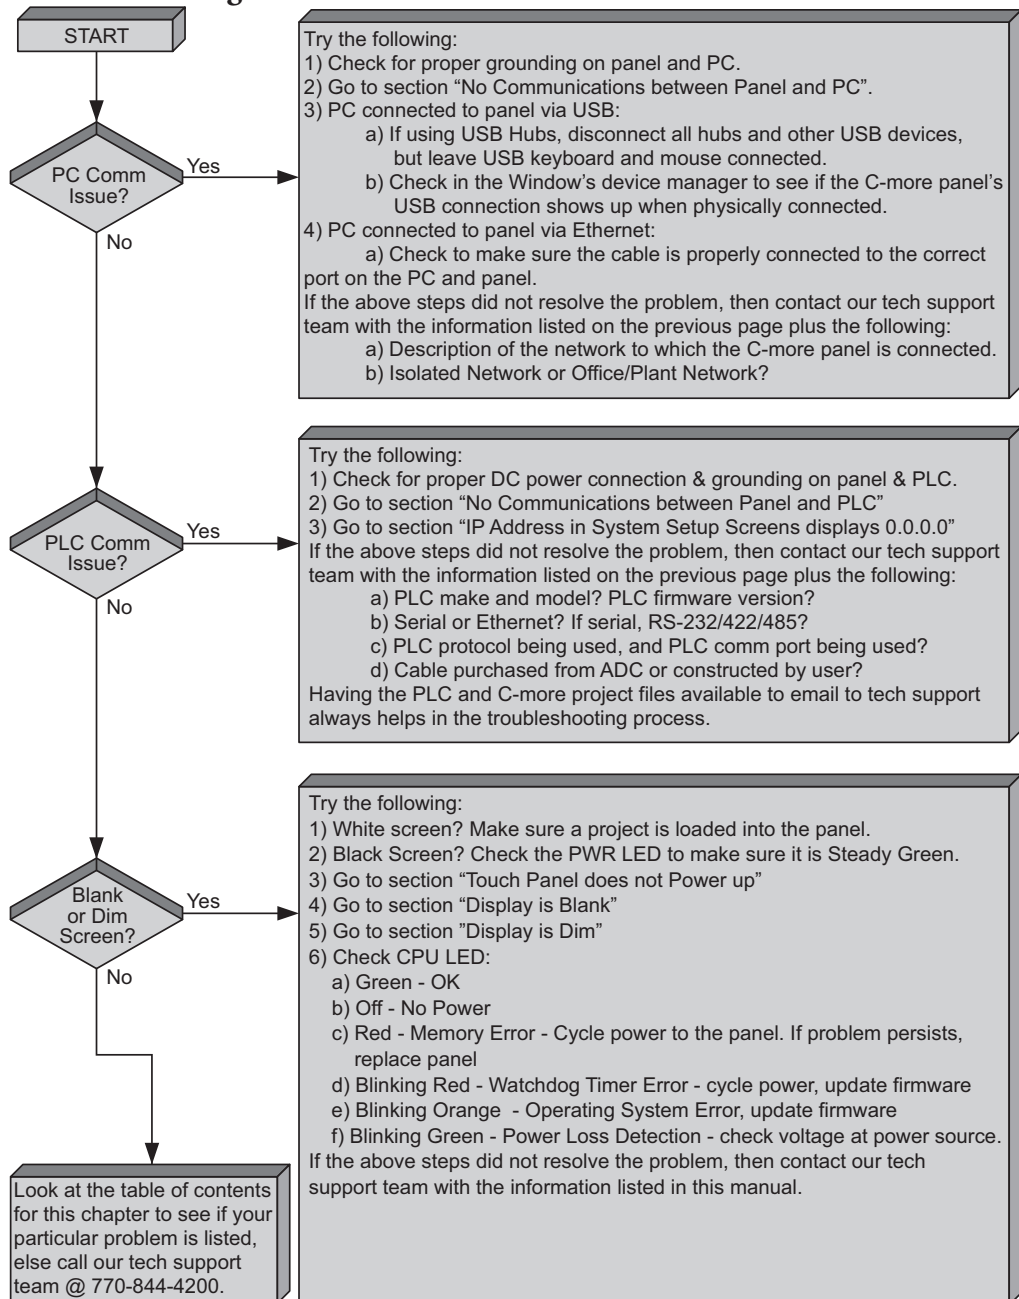 START
Try the following:
1) Check for proper grounding on panel and PC.
2) Go to section “No Communications between Panel and PC”.
3) PC connected to panel via USB:
a) If using USB Hubs, disconnect all hubs and other USB devices,
but leave USB keyboard and mouse connected.
b) Check in the Window’s device manager to see if the C-more panel’s
USB connection shows up when physically connected.
4) PC connected to panel via Ethernet:
a) Check to make sure the cable is properly connected to the correct
port on the PC and panel.
If the above steps did not resolve the problem, then contact our tech support
team with the information listed on the previous page plus the following:
a) Description of the network to which the C-more panel is connected.
b) Isolated Network or Office/Plant Network?
PC Comm
Issue?
Yes
No
Try the following:
1) Check for proper DC power connection & grounding on panel & PLC.
2) Go to section “No Communications between Panel and PLC”
3) Go to section “IP Address in System Setup Screens displays 0.0.0.0”
If the above steps did not resolve the problem, then contact our tech support
team with the information listed on the previous page plus the following:
a) PLC make and model? PLC firmware version?
b) Serial or Ethernet? If serial, RS-232/422/485?
c) PLC protocol being used, and PLC comm port being used?
d) Cable purchased from ADC or constructed by user?
Having the PLC and C-more project files available to email to tech support
always helps in the troubleshooting process.
PLC Comm
Issue?
Yes
No
Try the following:
1) White screen? Make sure a project is loaded into the panel.
2) Black Screen? Check the PWR LED to make sure it is Steady Green.
3) Go to section “Touch Panel does not Power up”
4) Go to section “Display is Blank”
5) Go to section ”Display is Dim”
6) Check CPU LED:
a) Green - OK
b) Off - No Power
c) Red - Memory Error - Cycle power to the panel. If problem persists,
replace panel
d) Blinking Red - Watchdog Timer Error - cycle power, update firmware
e) Blinking Orange - Operating System Error, update firmware
f) Blinking Green - Power Loss Detection - check voltage at power source.
If the above steps did not resolve the problem, then contact our tech
support team with the information listed in this manual.
Blank
or Dim
Screen?
Yes
No
Look at the table of contents
for this chapter to see if your
particular problem is listed,
else call our tech support
team @ 770-844-4200.